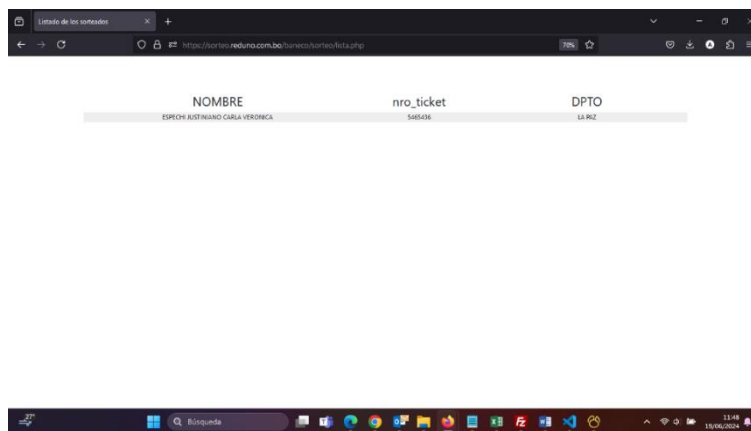 Listado de los sorteados
https://sorteo.reduno.com.bo/baneco/sorteo/lista.php
70%
NOMBRE nro_ticket DPTO
ESPECHI JUSTINIANO CARLA VERONICA 5465436 LA PAZ
27°
Búsqueda
11:48
19/06/2024